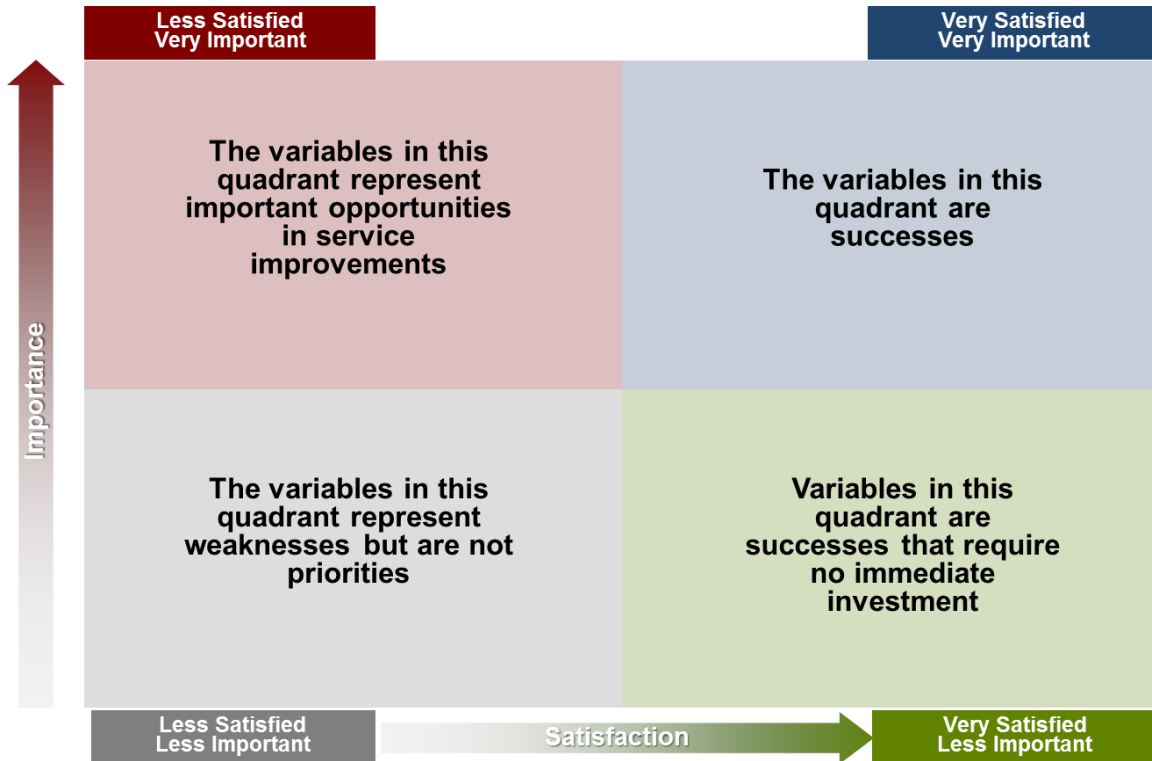 Less Satisfied
Very Important
Very Satisfied
Very Important
Importance
The variables in this
quadrant represent
important opportunities
in service
improvements
The variables in this
quadrant are
successes
The variables in this
quadrant represent
weaknesses but are not
priorities
Variables in this
quadrant are
successes that require
no immediate
investment
Less Satisfied
Less Important
Satisfaction
Very Satisfied
Less Important